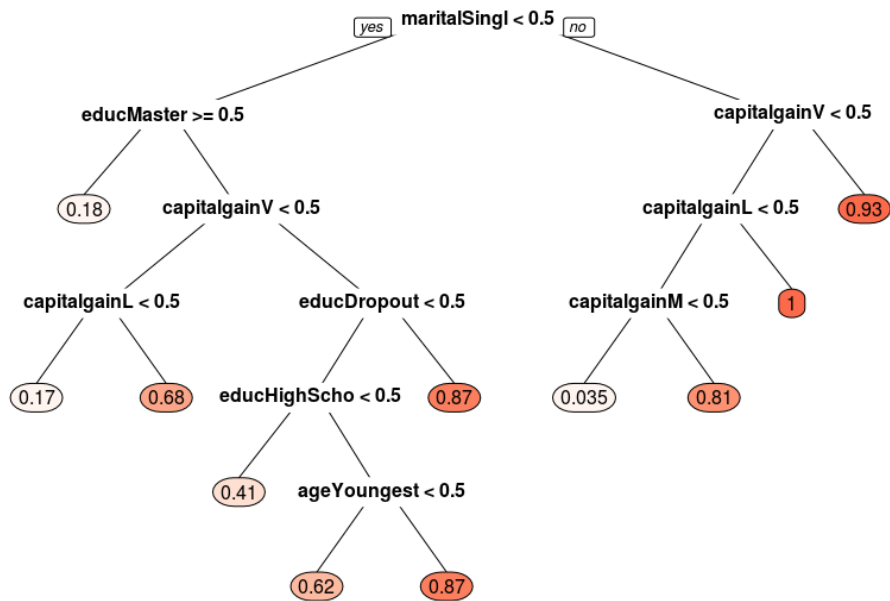 maritalSingl < 0.5
yes no
educMaster >= 0.5 capitalgainV < 0.5
0.18 capitalgainV < 0.5 capitalgainL < 0.5 0.93
capitalgainL < 0.5 educDropout < 0.5 capitalgainM < 0.5 1
0.17 0.68 educHighScho < 0.5 0.87 0.035 0.81
0.41 ageYoungest < 0.5
0.62 0.87